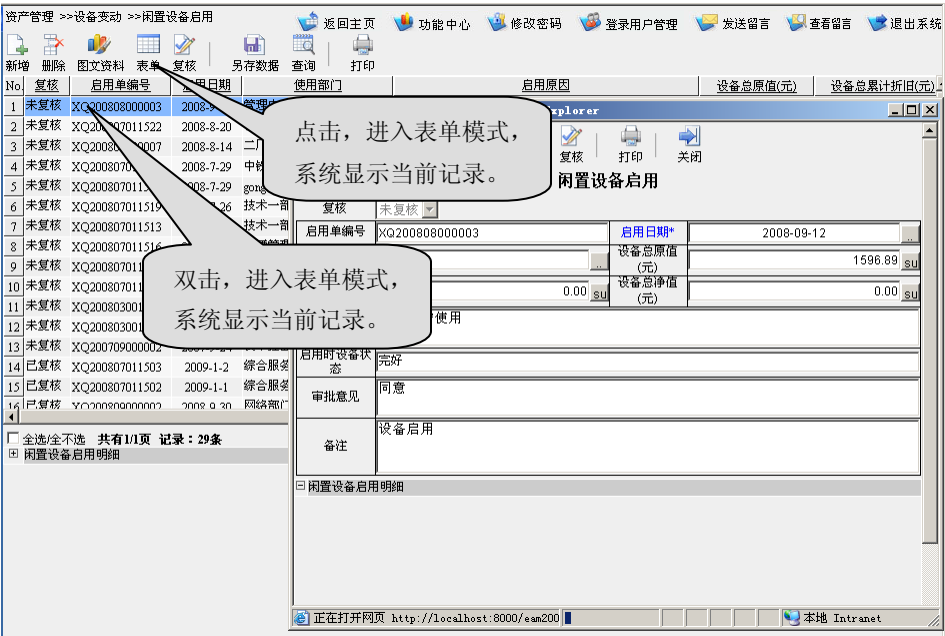 资产管理 >>设备变动 >>闲置设备启用
返回主页 功能中心 修改密码 登录用户管理 发送留言 查看留言 退出系统
新增 删除 图文资料 表单 复核 另存数据 查询 打印
No. 复核 启用单编号 启用日期 使用部门 启用原因 设备总原值(元) 设备总累计折旧(元)
1 未复核 XQ200808000003 2008-9
2 未复核 2008-8-20
3 未复核 2008-8-14
4 未复核 2008-7-29
5 未复核 2008-7-29
6 未复核 XQ200807011519 技术一部
7 未复核 XQ200807011513 技术一部
8 未复核
9 未复核
10 未复核
11 未复核
12 未复核
13 未复核 XQ200709000002
14 已复核 XQ200807011503 2009-1-2 综合服务
15 已复核 XQ200807011502 2009-1-1 综合服务
16 已复核 XQ200809000002 2008-9-30 网络部门
全选/全不选 共有1/1页 记录：29条
闲置设备启用明细
点击，进入表单模式，
系统显示当前记录。
双击，进入表单模式，
系统显示当前记录。
xplorer
复核 打印 关闭
闲置设备启用
复核 未复核
启用单编号 XQ200808000003 启用日期* 2008-09-12 ..
.. 设备总原值(元) 1596.89 su
0.00 su 设备总净值(元) 0.00 su
使用
启用时设备状态 完好
审批意见 同意
备注 设备启用
闲置设备启用明细
正在打开网页 http://localhost:8000/eam200 本地 Intranet